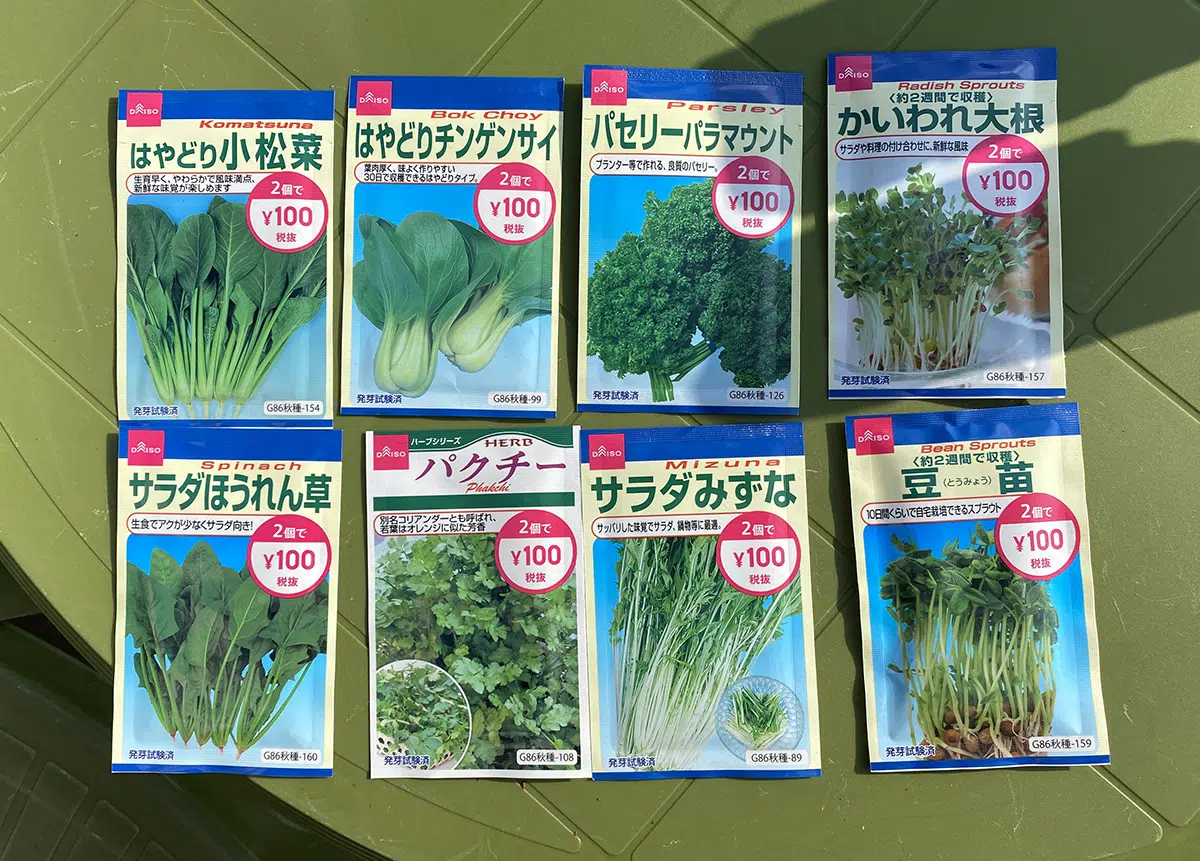 DAISO
Komatsuna
はやどり小松菜
生育早く、やわらかで風味満点、
新鮮な味覚が楽しめます
2個で
¥100
税抜
発芽試験済
G86秋種-154
DAISO
Bok Choy
はやどりチンゲンサイ
葉肉厚く、味よく作りやすい
30日で収穫できるはやどりタイプ。
2個で
¥100
税抜
発芽試験済
G86秋種-99
DAISO
Parsley
パセリーパラマウント
プランター等で作れる、良質のパセリー。
2個で
¥100
税抜
発芽試験済
G86秋種-126
DAISO
Radish Sprouts
〈約2週間で収穫〉
かいわれ大根
サラダや料理の付け合わせに、新鮮な風味
2個で
¥100
税抜
発芽試験済
G86秋種-157
DAISO
Spinach
サラダほうれん草
生食でアクが少なくサラダ向き!
2個で
¥100
税抜
発芽試験済
G86秋種-160
DAISO
ハーブシリーズ HERB
パクチー
Phakchi
別名コリアンダーとも呼ばれ、
若葉はオレンジに似た芳香
2個で
¥100
税抜
発芽試験済
G86秋種-108
DAISO
Mizuna
サラダみずな
サッパリした味覚でサラダ、鍋物等に最適。
2個で
¥100
税抜
発芽試験済
G86秋種-89
DAISO
Bean Sprouts
〈約2週間で収穫〉
豆苗(とうみょう)
10日間くらいで自宅栽培できるスプラウト
2個で
¥100
税抜
発芽試験済
G86秋種-159